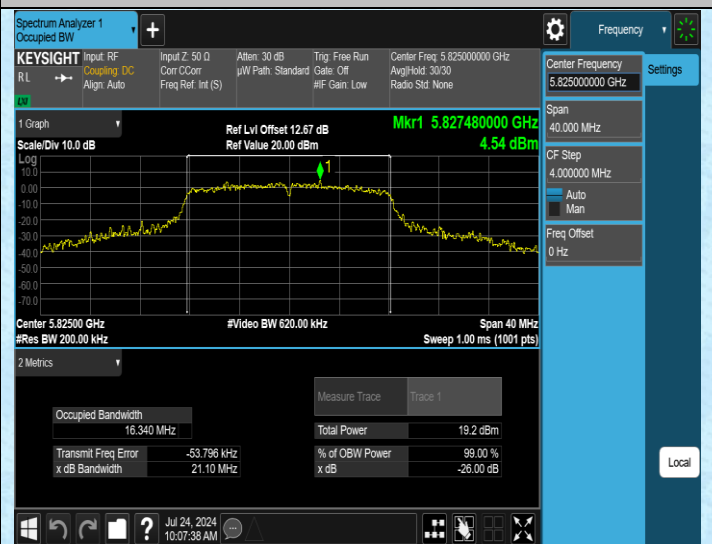 Spectrum Analyzer 1
Occupied BW
Frequency
KEYSIGHT
RL
LXI
Input: RF
Coupling: DC
Align: Auto
Input Z: 50 Ω
Corr CCorr
Freq Ref: Int (S)
Atten: 30 dB
µW Path: Standard
Trig: Free Run
Gate: Off
#IF Gain: Low
Center Freq: 5.825000000 GHz
Avg|Hold: 30/30
Radio Std: None
Center Frequency
5.825000000 GHz
Settings
Span
40.000 MHz
CF Step
4.000000 MHz
Auto
Man
Freq Offset
0 Hz
1 Graph
Scale/Div 10.0 dB
Ref Lvl Offset 12.67 dB
Ref Value 20.00 dBm
Mkr1 5.827480000 GHz
4.54 dBm
Log
10.0
0.00
-10.0
-20.0
-30.0
-40.0
-50.0
-60.0
-70.0
1
Center 5.82500 GHz
#Video BW 620.00 kHz
Span 40 MHz
#Res BW 200.00 kHz
Sweep 1.00 ms (1001 pts)
2 Metrics
Measure Trace
Trace 1
Occupied Bandwidth
16.340 MHz
Total Power
19.2 dBm
Transmit Freq Error
-53.796 kHz
% of OBW Power
99.00 %
x dB Bandwidth
21.10 MHz
x dB
-26.00 dB
Local
?
Jul 24, 2024
10:07:38 AM